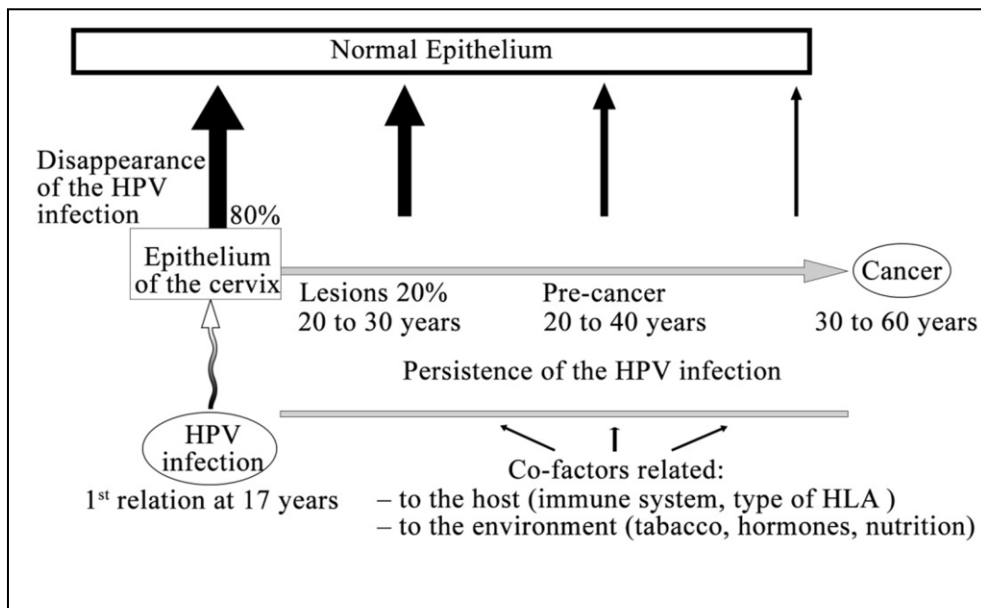 Normal Epithelium
Disappearance
of the HPV
infection
80%
Epithelium
of the cervix
Lesions 20%
20 to 30 years
Pre-cancer
20 to 40 years
Cancer
30 to 60 years
Persistence of the HPV infection
HPV
infection
1st relation at 17 years
Co-factors related:
– to the host (immune system, type of HLA )
– to the environment (tabacco, hormones, nutrition)